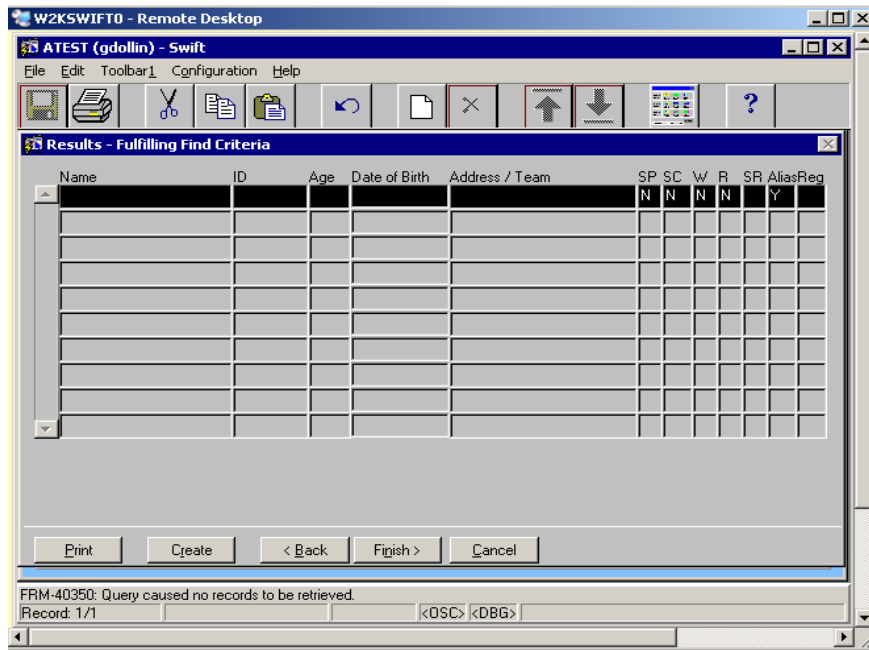 W2KSWIFT0 - Remote Desktop
ATEST (gdollin) - Swift
File Edit Toolbar1 Configuration Help
?
Results - Fulfilling Find Criteria
Name ID Age Date of Birth Address / Team SP SC W R SR Alias Reg
N N N N Y
Print Create < Back Finish > Cancel
FRM-40350: Query caused no records to be retrieved.
Record: 1/1 <OSC> <DBG>